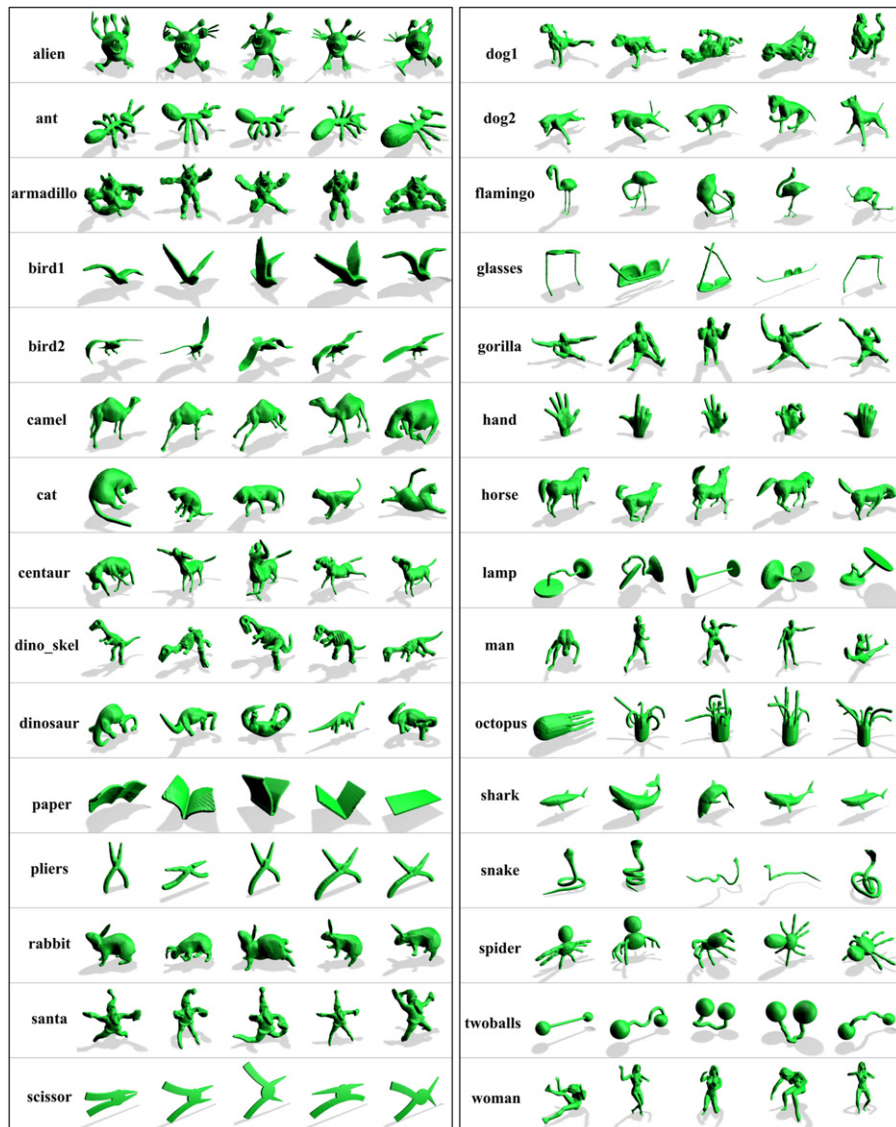 alien
ant
armadillo
bird1
bird2
camel
cat
centaur
dino_skel
dinosaur
paper
pliers
rabbit
santa
scissor
dog1
dog2
flamingo
glasses
gorilla
hand
horse
lamp
man
octopus
shark
snake
spider
twoballs
woman